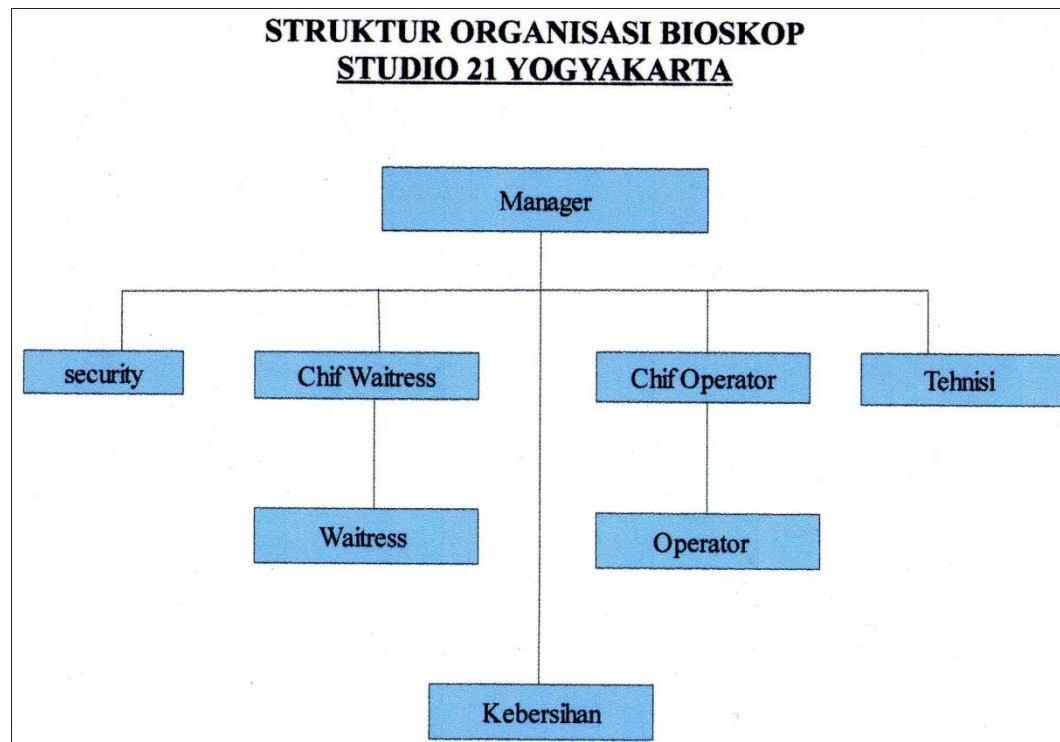 STRUKTUR ORGANISASI BIOSKOP
STUDIO 21 YOGYAKARTA
Manager
security
Chif Waitress
Chif Operator
Tehnisi
Waitress
Operator
Kebersihan